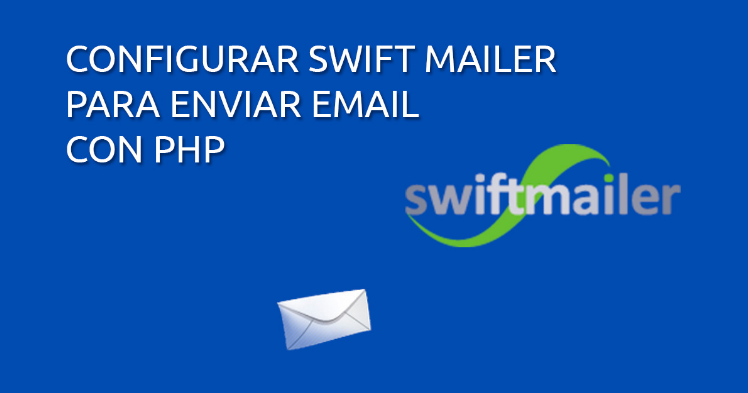 CONFIGURAR SWIFT MAILER
PARA ENVIAR EMAIL
CON PHP
swiftmailer